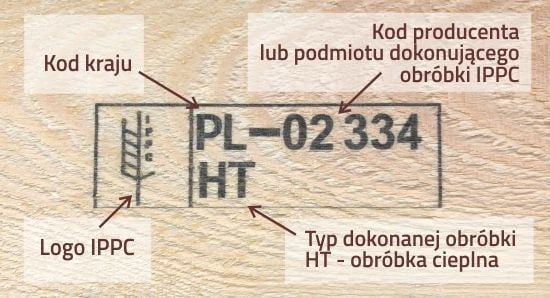 Kod kraju
Kod producenta
lub podmiotu dokonującego
obróbki IPPC
IPPC
PL-02 334
HT
Logo IPPC
Typ dokonanej obróbki
HT - obróbka cieplna